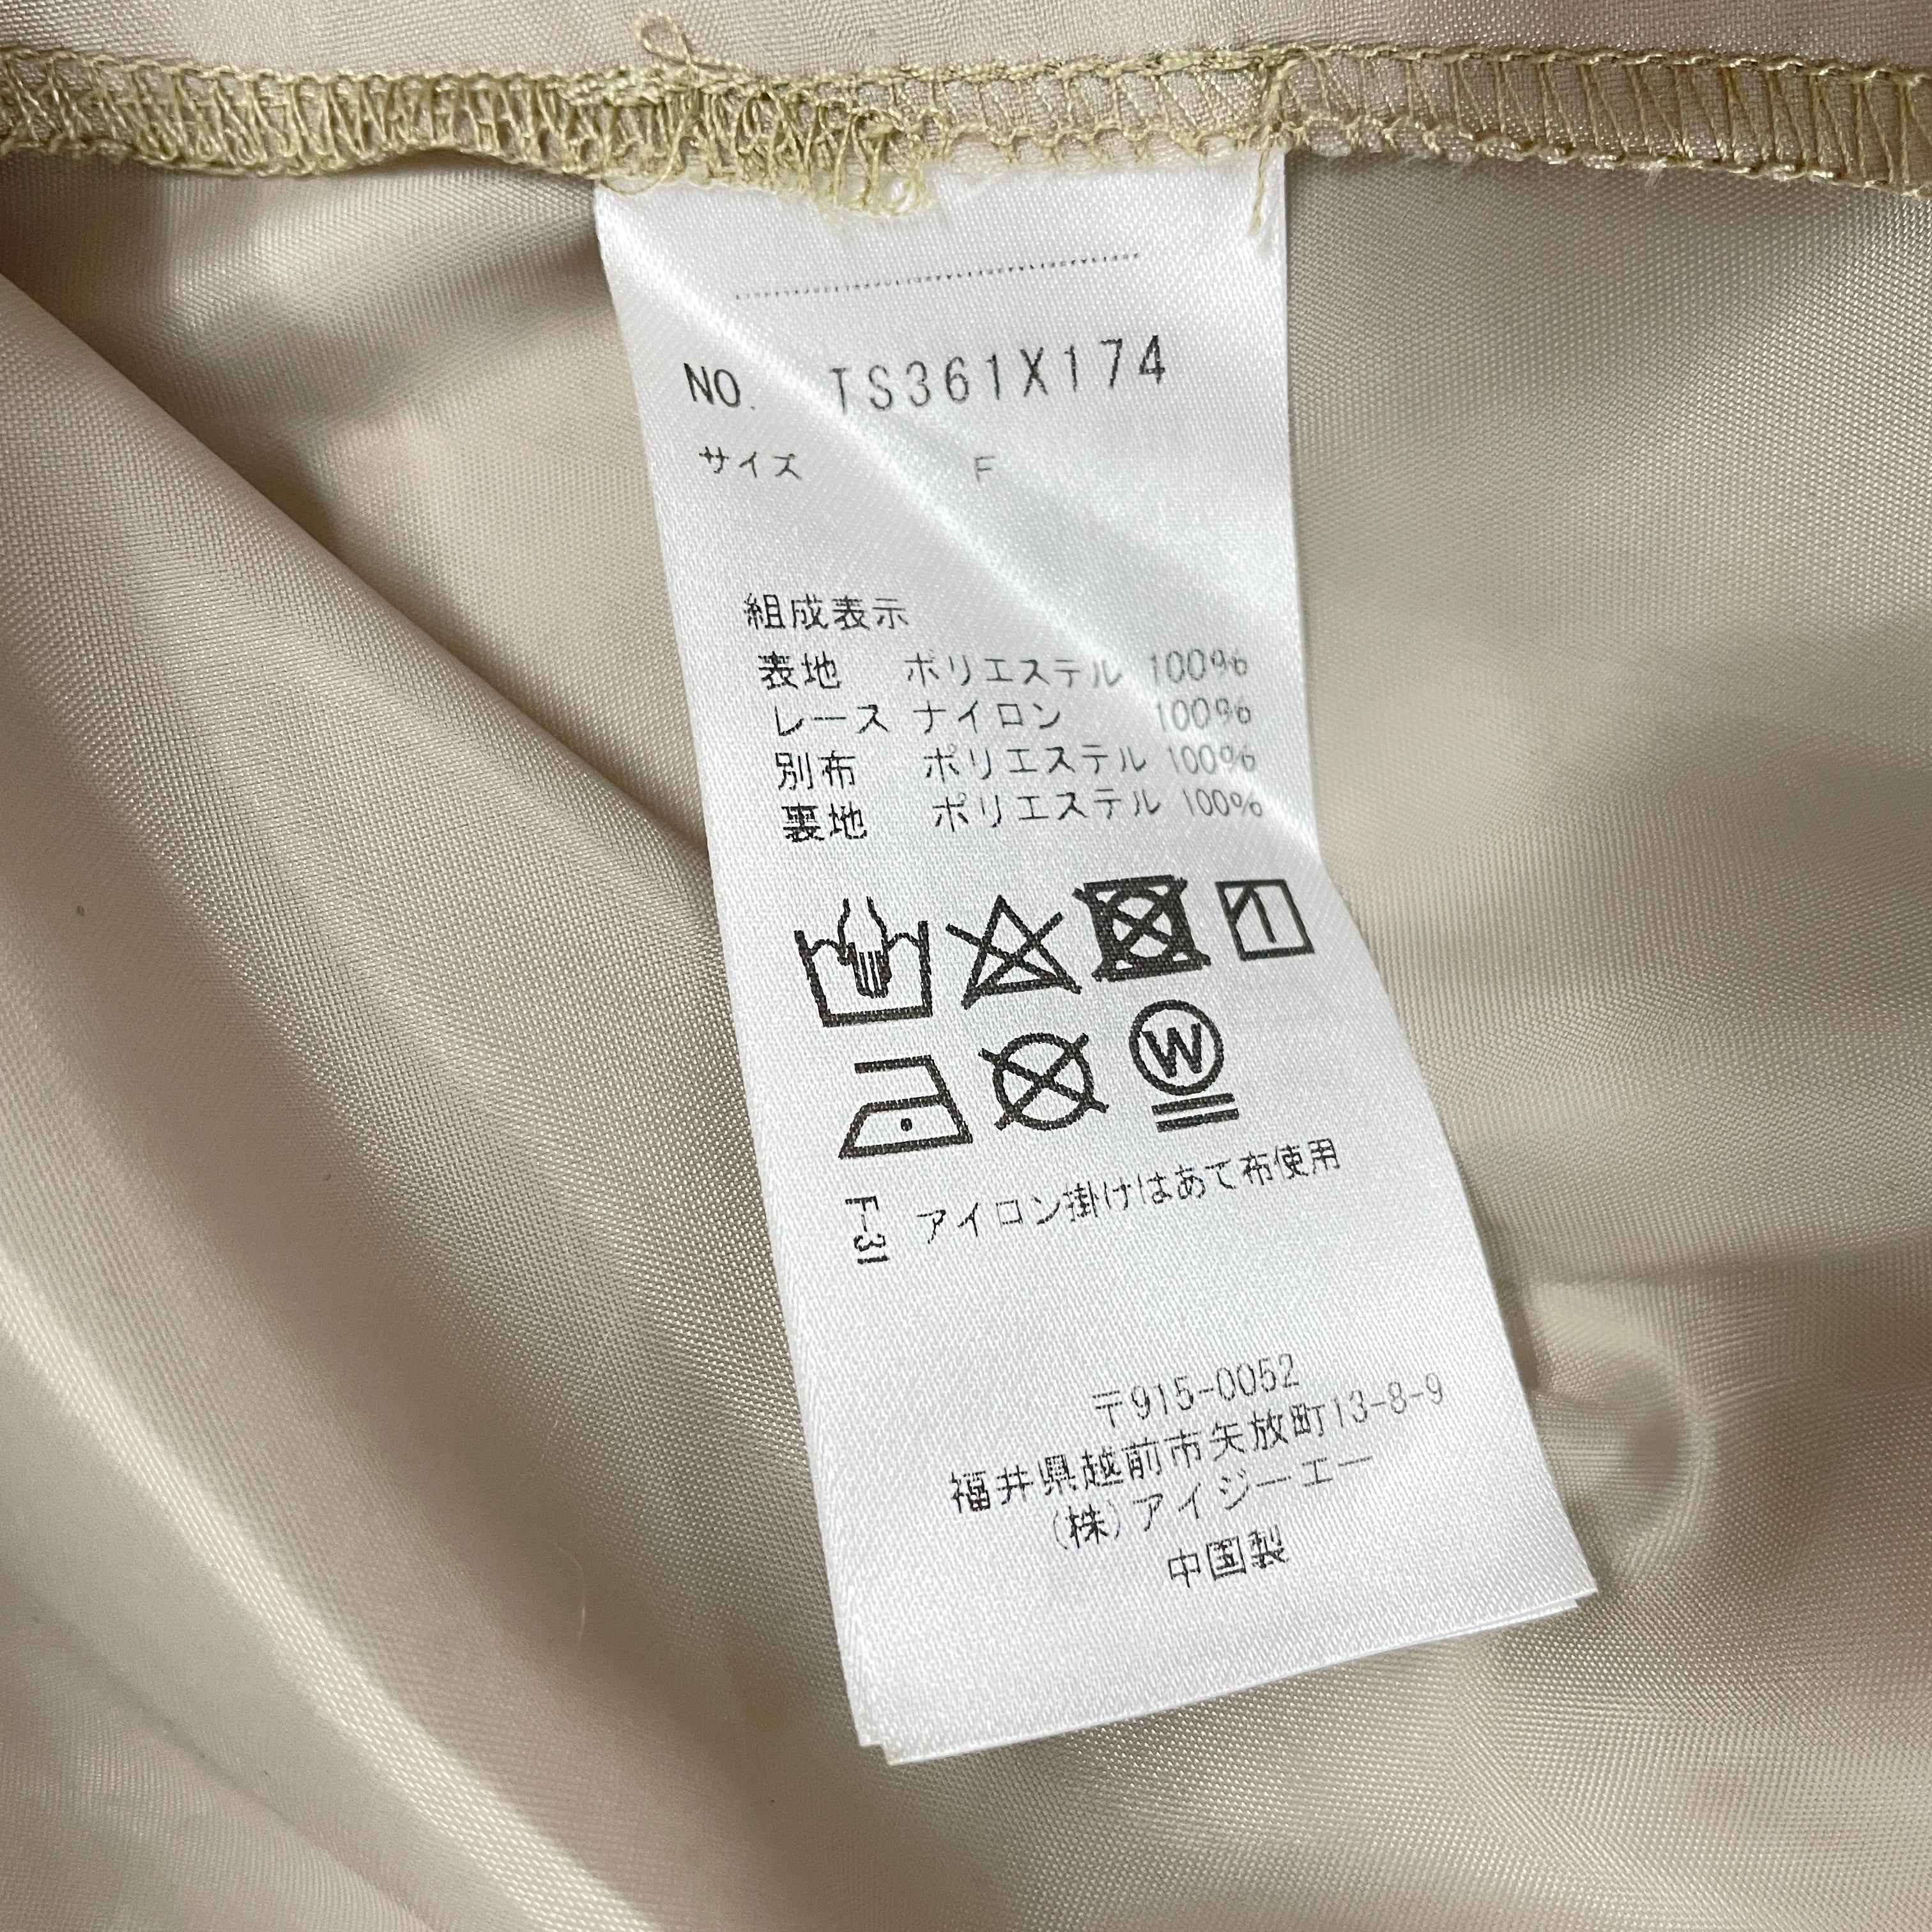 NO. TS361X174
サイズ F
組成表示
表地 ポリエステル 100%
レース ナイロン 100%
別布 ポリエステル 100%
裏地 ポリエステル 100%
W
F-31 アイロン掛けはあて布使用
〒915-0052
福井県越前市矢放町13-8-9
(株)アイジーエー
中国製